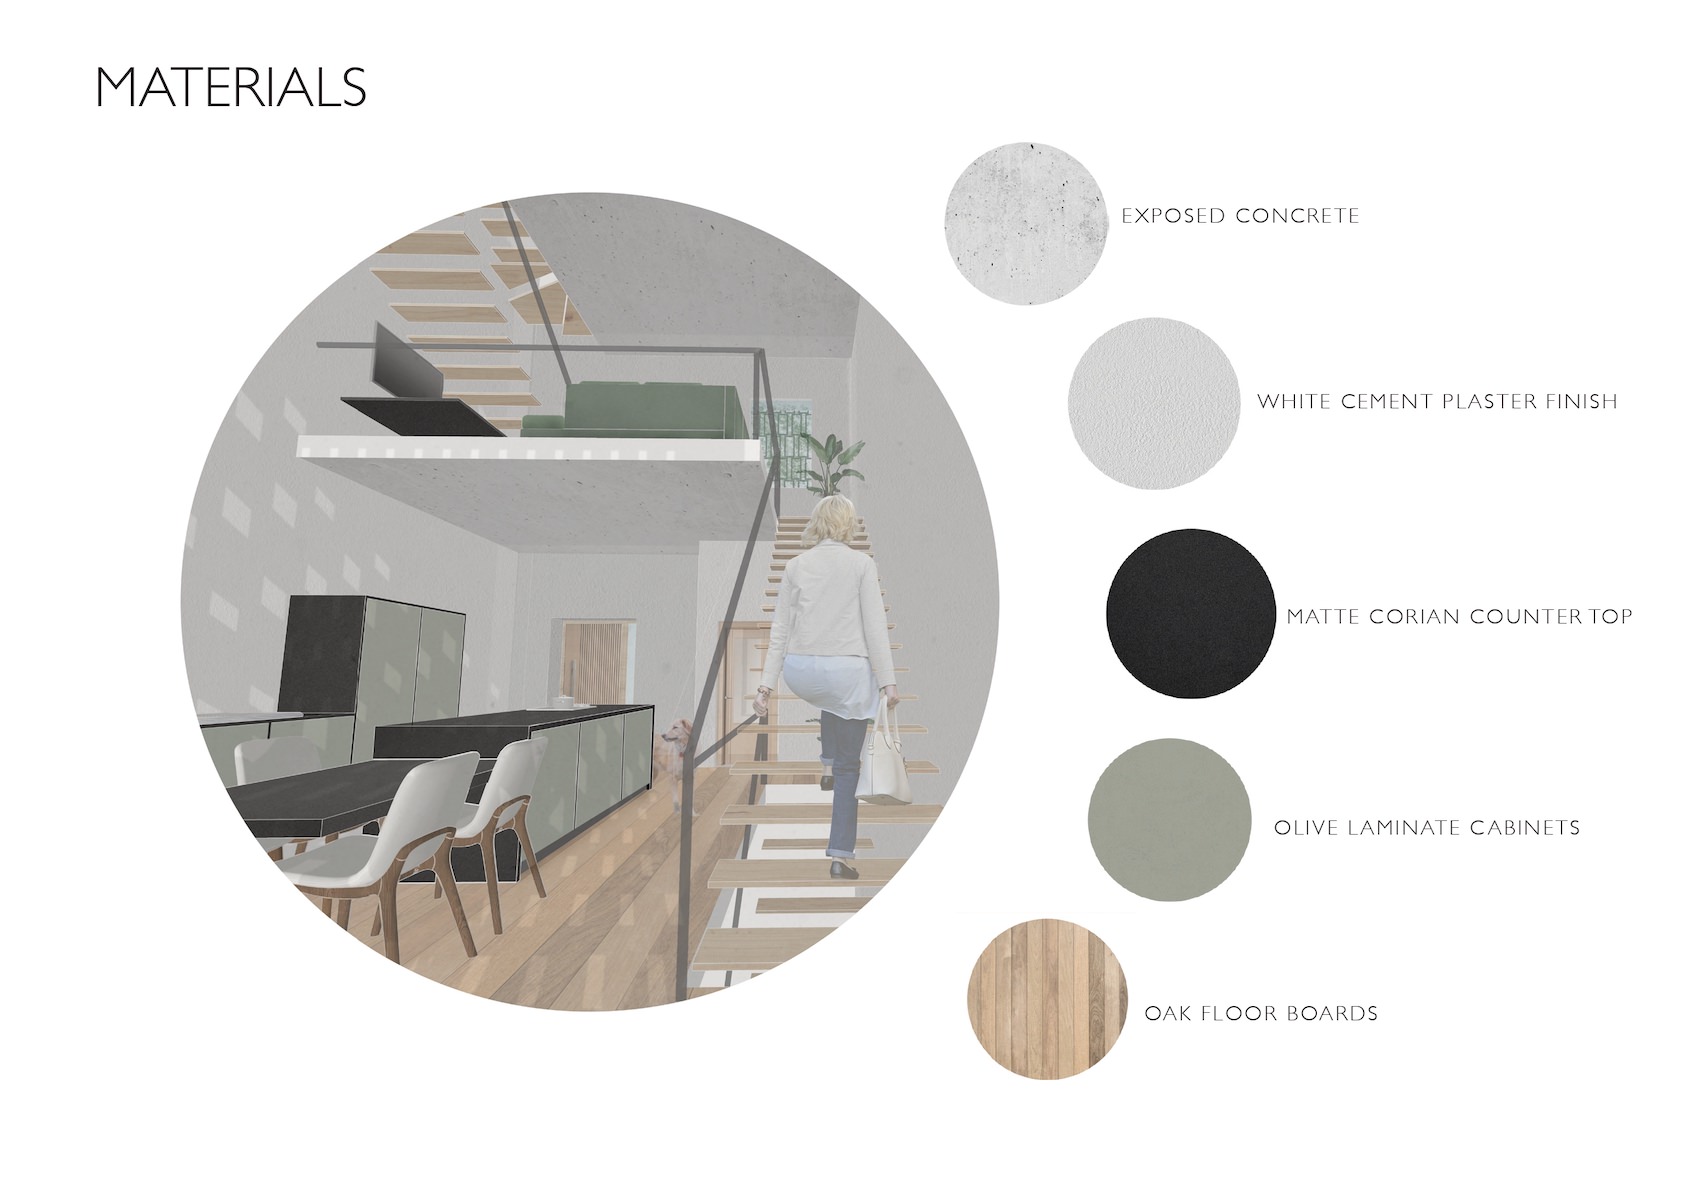 MATERIALS
EXPOSED CONCRETE
WHITE CEMENT PLASTER FINISH
MATTE CORIAN COUNTER TOP
OLIVE LAMINATE CABINETS
OAK FLOOR BOARDS